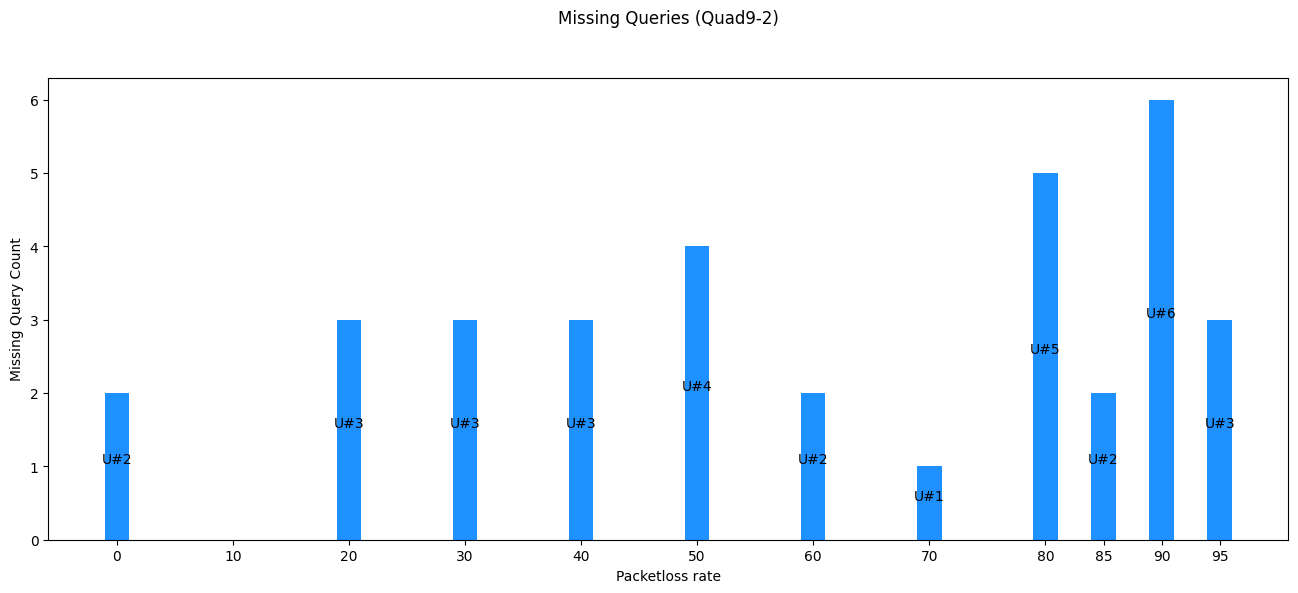 Missing Queries (Quad9-2)
Missing Query Count
6
5
4
3
2
1
0
U#2
U#3
U#3
U#3
U#4
U#2
U#1
U#5
U#2
U#6
U#3
0 10 20 30 40 50 60 70 80 85 90 95
Packetloss rate